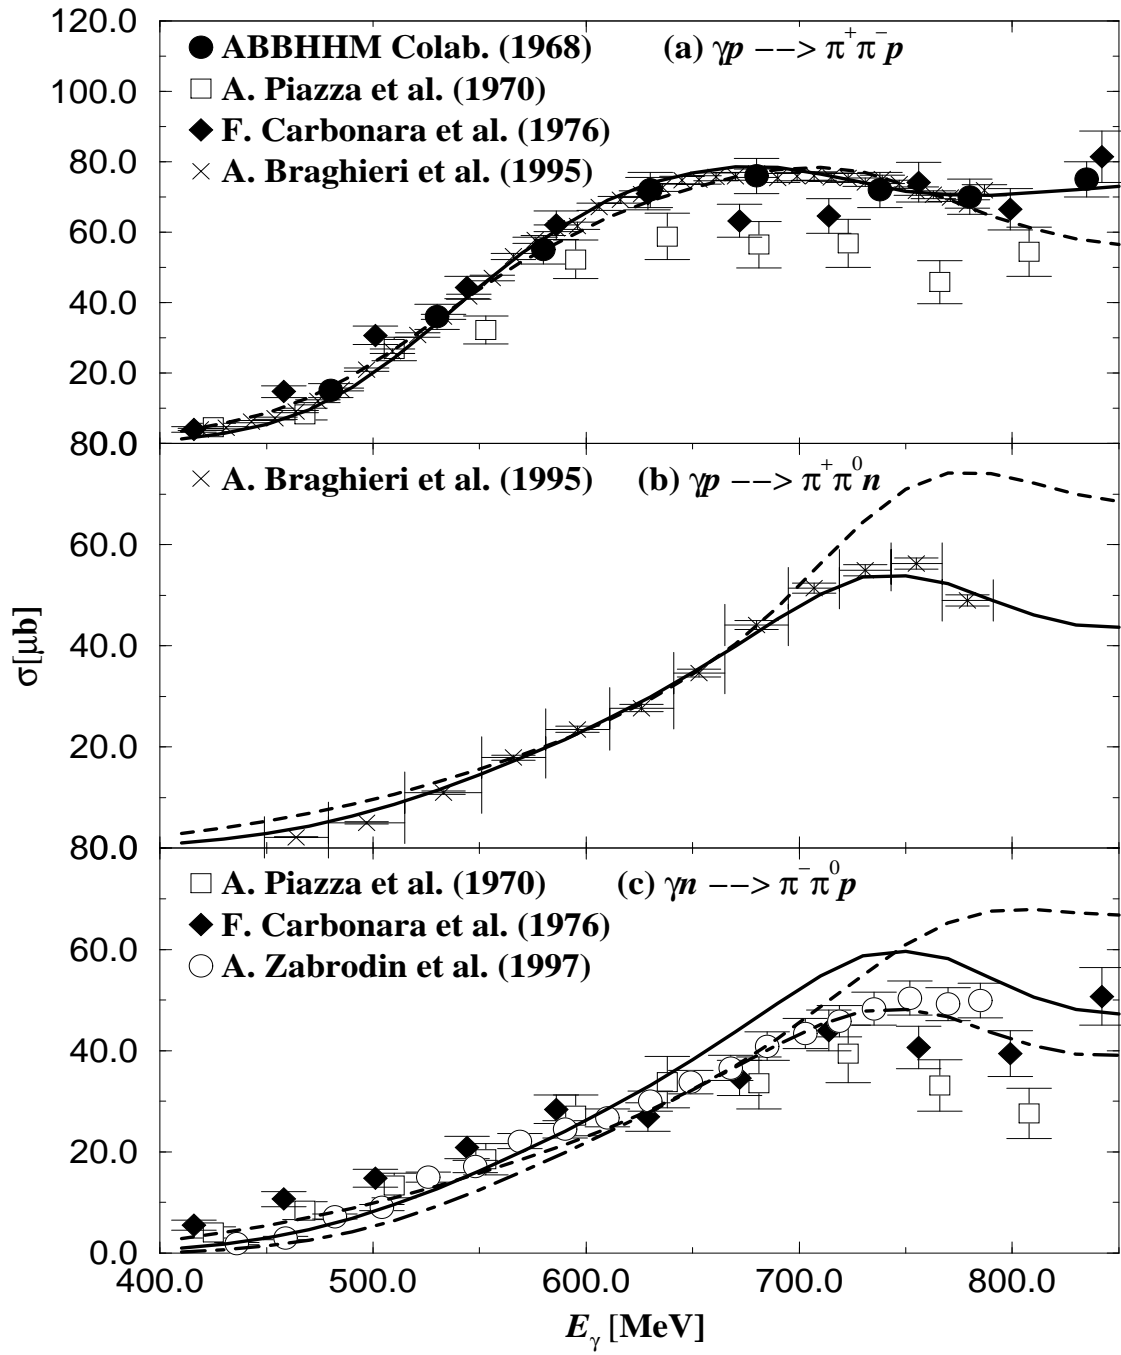 120.0
100.0
80.0
60.0
40.0
20.0
80.0
60.0
40.0
20.0
80.0
60.0
40.0
20.0
0.0
σ[μb]
ABBHHM Colab. (1968)
(a) γp −−> π⁺π⁻p
A. Piazza et al. (1970)
F. Carbonara et al. (1976)
A. Braghieri et al. (1995)
A. Braghieri et al. (1995)
(b) γp −−> π⁺π⁰n
A. Piazza et al. (1970)
(c) γn −−> π⁻π⁰p
F. Carbonara et al. (1976)
A. Zabrodin et al. (1997)
400.0 500.0 600.0 700.0 800.0
E_γ [MeV]